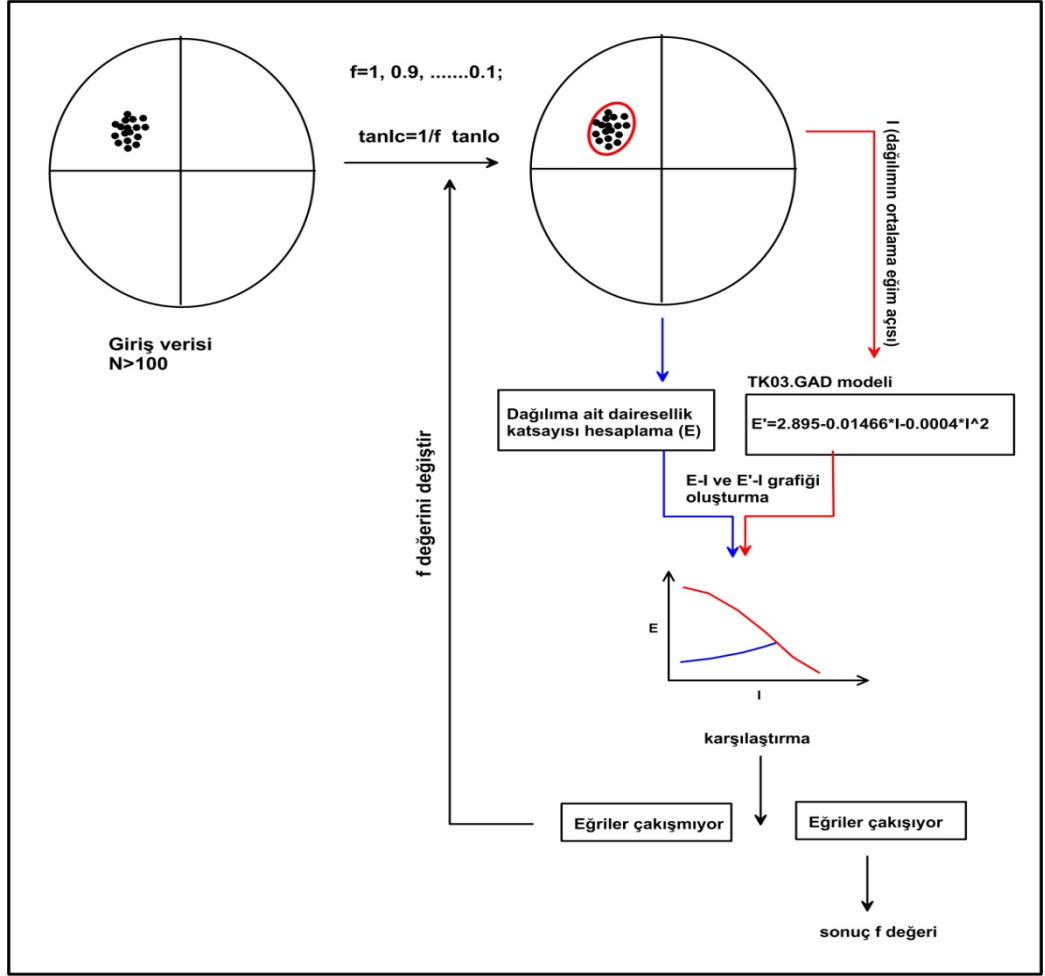 f=1, 0.9, .......0.1;
tanIc=1/f tanIo
Giriş verisi
N>100
I (dağılımın ortalama eğim açısı)
TK03.GAD modeli
Dağılıma ait dairesellik
katsayısı hesaplama (E)
E'=2.895-0.01466*I-0.0004*I^2
E-I ve E'-I grafiği
oluşturma
f değerini değiştir
E
I
karşılaştırma
Eğriler çakışmıyor
Eğriler çakışıyor
sonuç f değeri